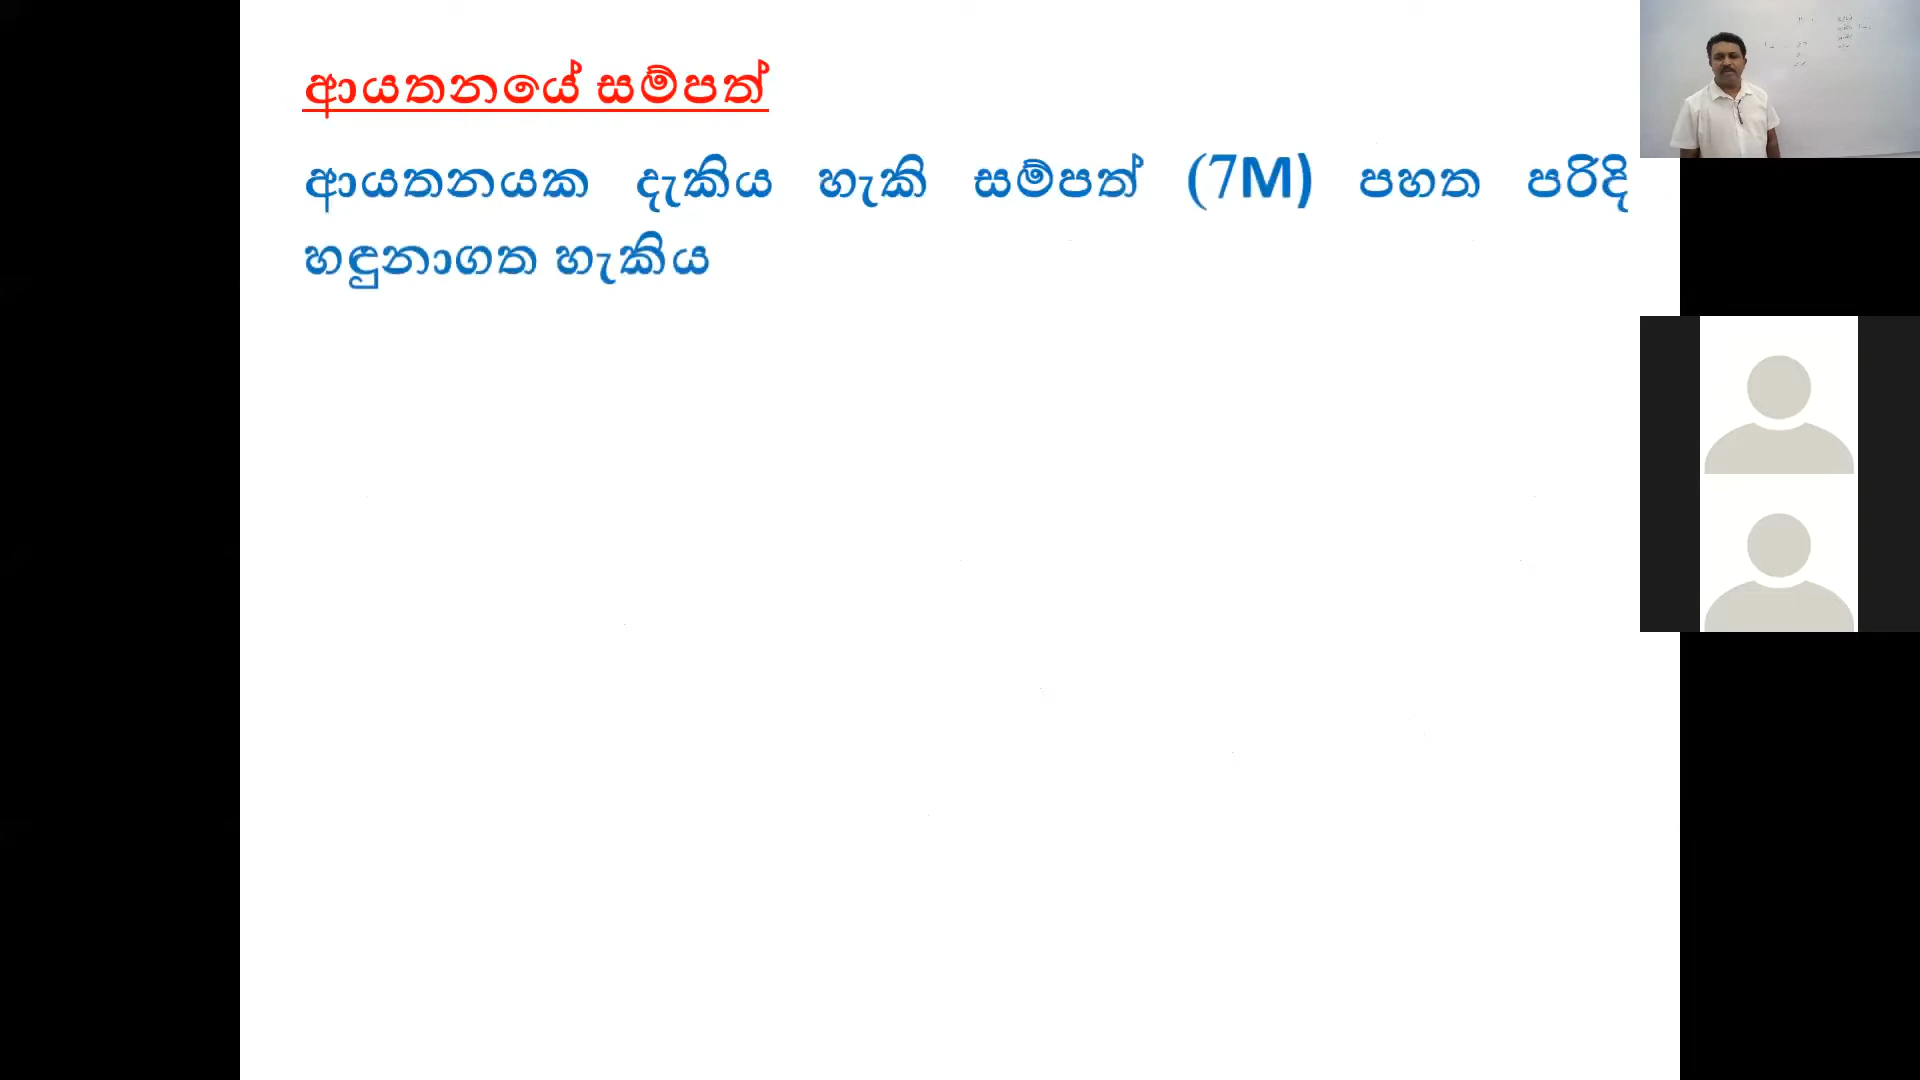 ආයතනයේ සම්පත්
ආයතනයක දැකිය හැකි සම්පත් (7M) පහත පරිදි
හඳුනාගත හැකිය